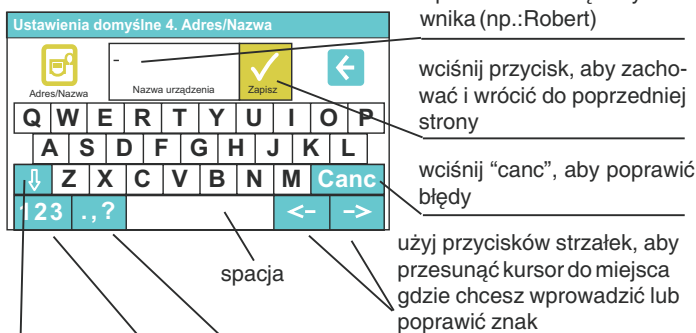 wnika (np.:Robert)
Ustawienia domyślne 4. Adres/Nazwa
-
Adres/Nazwa
Nazwa urządzenia
Zapisz
wciśnij przycisk, aby zacho-
wać i wrócić do poprzedniej
strony
Q W E R T Y U I O P
A S D F G H J K L
Z X C V B N M Canc
wciśnij “canc”, aby poprawić
błędy
123 .,? <- ->
spacja
użyj przycisków strzałek, aby
przesunąć kursor do miejsca
gdzie chcesz wprowadzić lub
poprawić znak